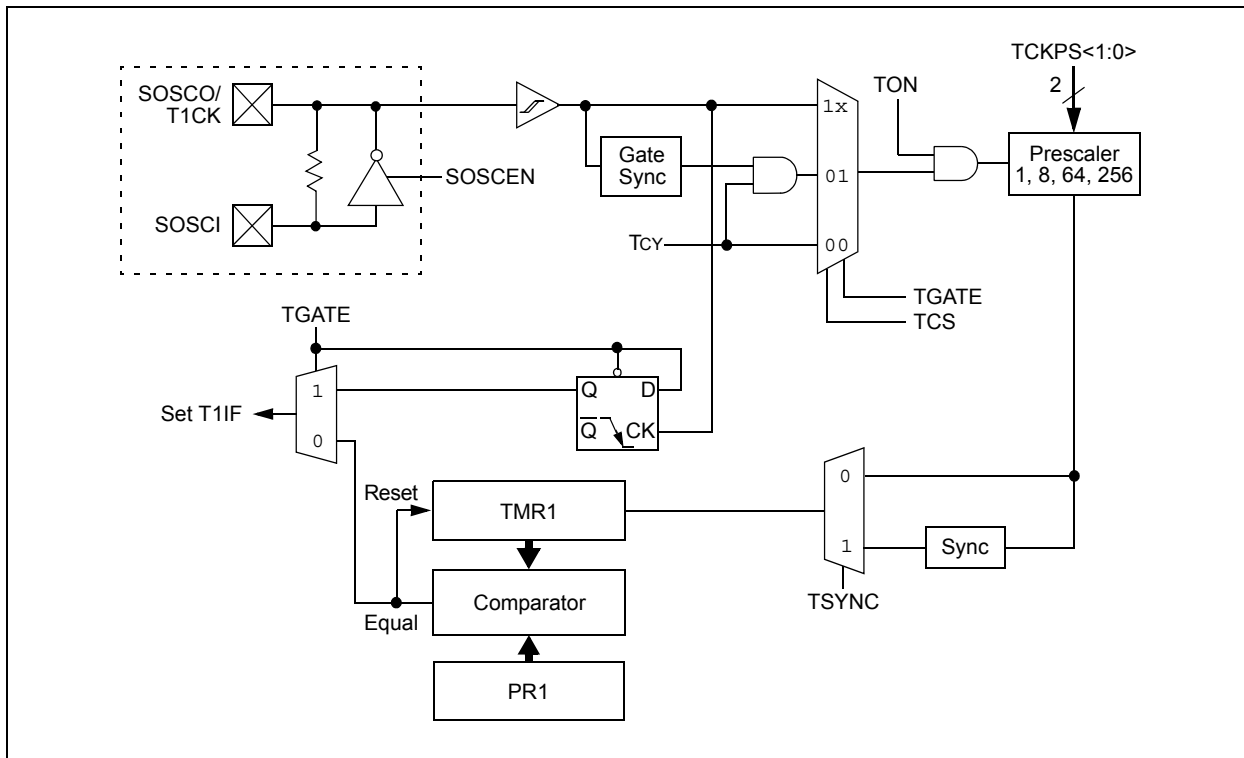 TCKPS<1:0>
SOSCO/
T1CK
TON
2
1x
Gate
Sync
Prescaler
1, 8, 64, 256
SOSCEN
01
SOSCI
TCY
00
TGATE
TCS
TGATE
1
Q
D
Set T1IF
Q
CK
0
Reset
TMR1
0
1
Sync
TSYNC
Comparator
Equal
PR1